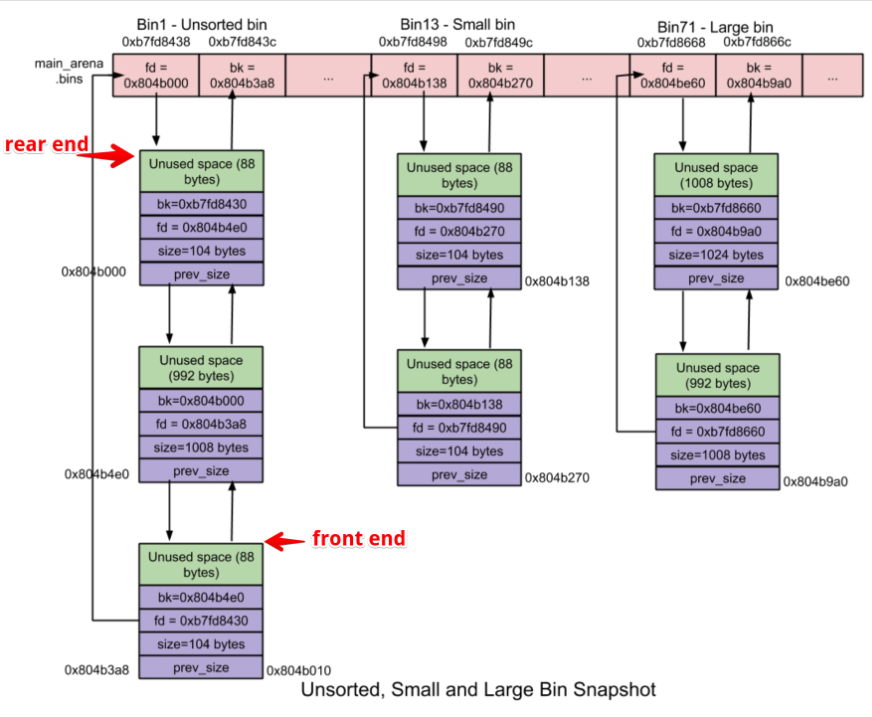 Bin1 - Unsorted bin
0xb7fd8438 0xb7fd843c
Bin13 - Small bin
0xb7fd8498 0xb7fd849c
Bin71 - Large bin
0xb7fd8668 0xb7fd866c
main_arena
.bins
fd =
0x804b000
bk =
0x804b3a8
...
fd =
0x804b138
bk =
0x804b270
...
fd =
0x804be60
bk =
0x804b9a0
...
rear end
Unused space (88
bytes)
bk=0xb7fd8430
fd = 0x804b4e0
size=104 bytes
prev_size
0x804b000
Unused space
(992 bytes)
bk=0x804b000
fd = 0x804b3a8
size=1008 bytes
prev_size
0x804b4e0
front end
Unused space (88
bytes)
bk=0x804b4e0
fd = 0xb7fd8430
size=104 bytes
prev_size
0x804b3a8
0x804b010
Unused space (88
bytes)
bk=0xb7fd8490
fd = 0x804b270
size=104 bytes
prev_size
0x804b138
Unused space (88
bytes)
bk=0x804b138
fd = 0xb7fd8490
size=104 bytes
prev_size
0x804b270
Unused space
(1008 bytes)
bk=0xb7fd8660
fd = 0x804b9a0
size=1024 bytes
prev_size
0x804be60
Unused space
(992 bytes)
bk=0x804be60
fd = 0xb7fd8660
size=1008 bytes
prev_size
0x804b9a0
Unsorted, Small and Large Bin Snapshot